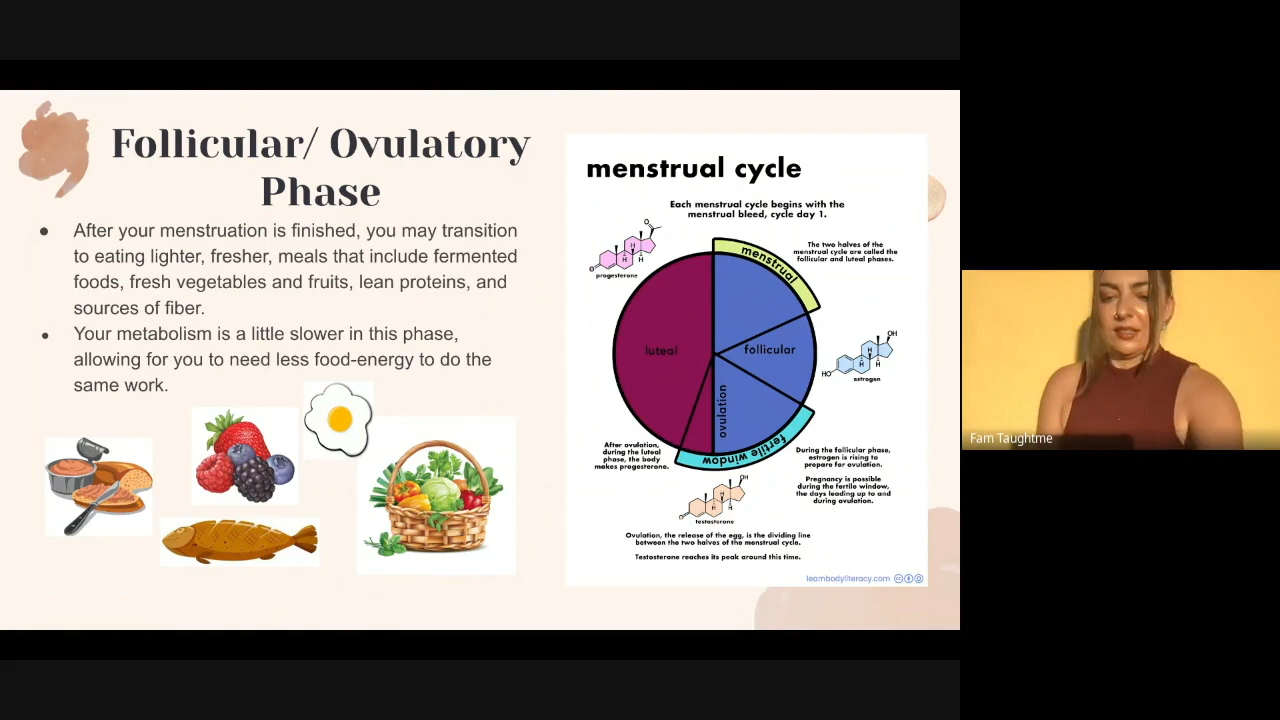 Follicular/ Ovulatory
Phase
● After your menstruation is finished, you may transition
to eating lighter, fresher, meals that include fermented
foods, fresh vegetables and fruits, lean proteins, and
sources of fiber.
● Your metabolism is a little slower in this phase,
allowing for you to need less food-energy to do the
same work.
menstrual cycle
Each menstrual cycle begins with the
menstrual bleed, cycle day 1.
O
H
H
H
O
progesterone
menstrual
The two halves of the
menstrual cycle are called the
follicular and luteal phases.
luteal
follicular
ovulation
fertile window
OH
H
H
H
HO
estrogen
After ovulation,
during the luteal
phase, the body
makes progesterone.
During the follicular phase,
estrogen is rising to
prepare for ovulation.
Pregnancy is possible
during the fertile window,
the days leading up to and
during ovulation.
OH
H
H
H
O
testosterone
Ovulation, the release of the egg, is the dividing line
between the two halves of the menstrual cycle.
Testosterone reaches its peak around this time.
learnbodyliteracy.com
Fam Taughtme